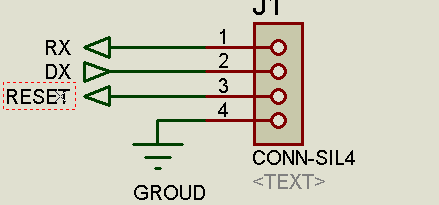 J1
RX
1
DX
2
RESET
3
4
CONN-SIL4
<TEXT>
GROUD